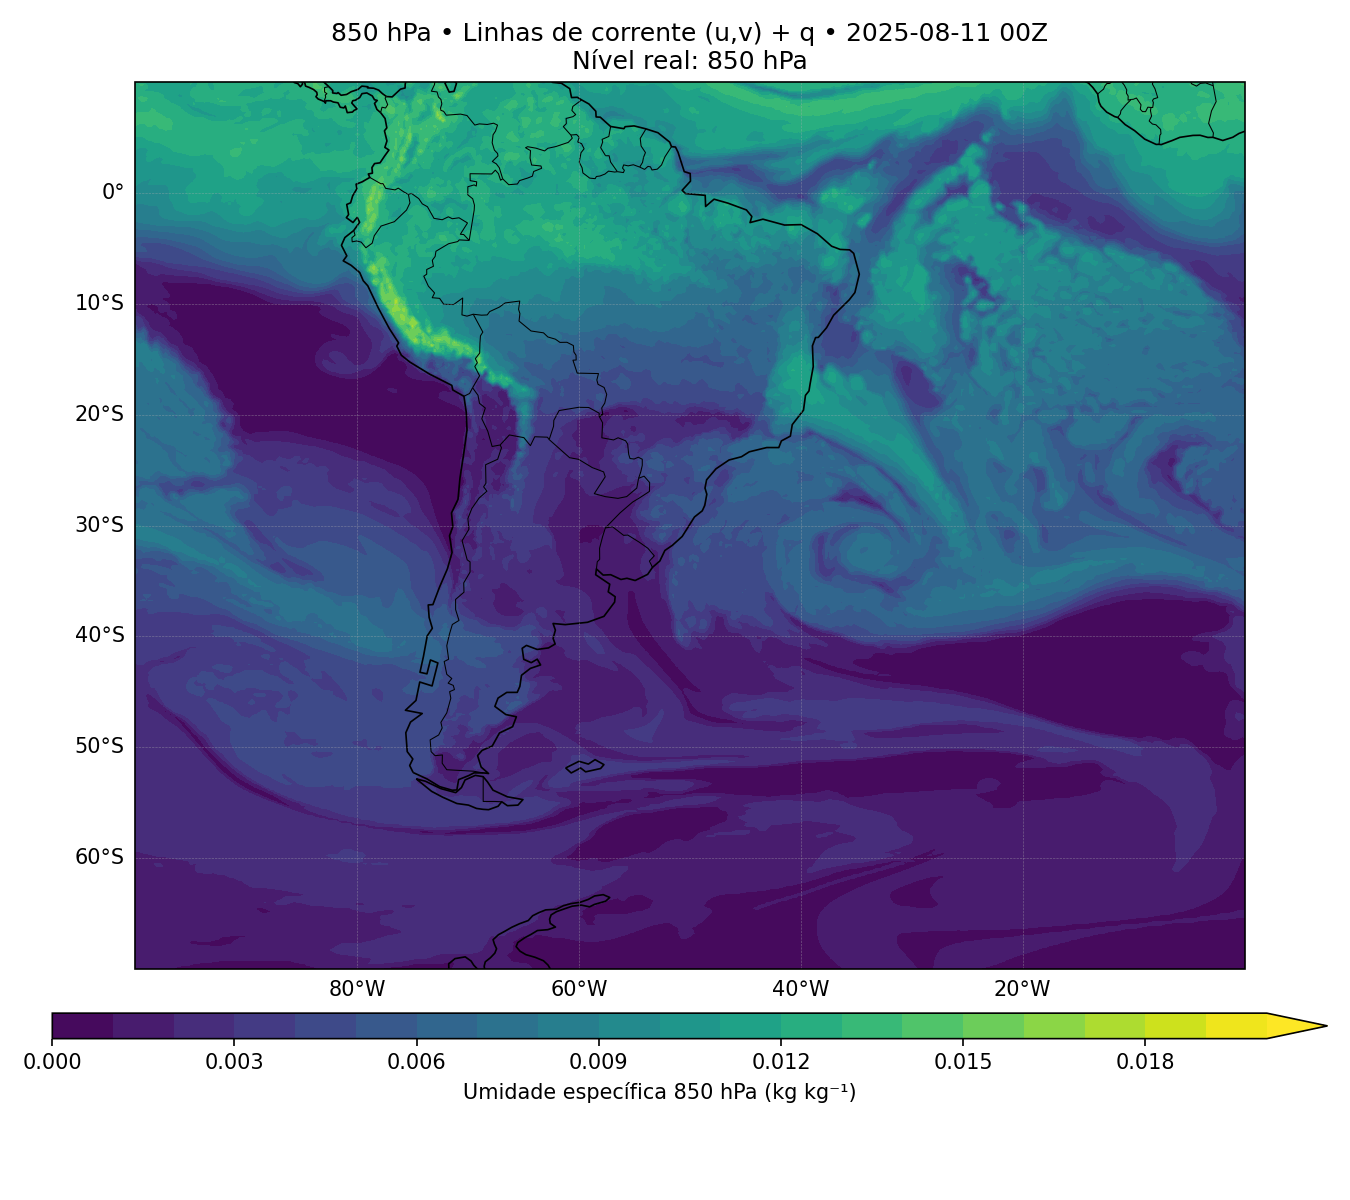 850 hPa • Linhas de corrente (u,v) + q • 2025-08-11 00Z
Nível real: 850 hPa
0°
10°S
20°S
30°S
40°S
50°S
60°S
80°W 60°W 40°W 20°W
0.000 0.003 0.006 0.009 0.012 0.015 0.018
Umidade específica 850 hPa (kg kg⁻¹)